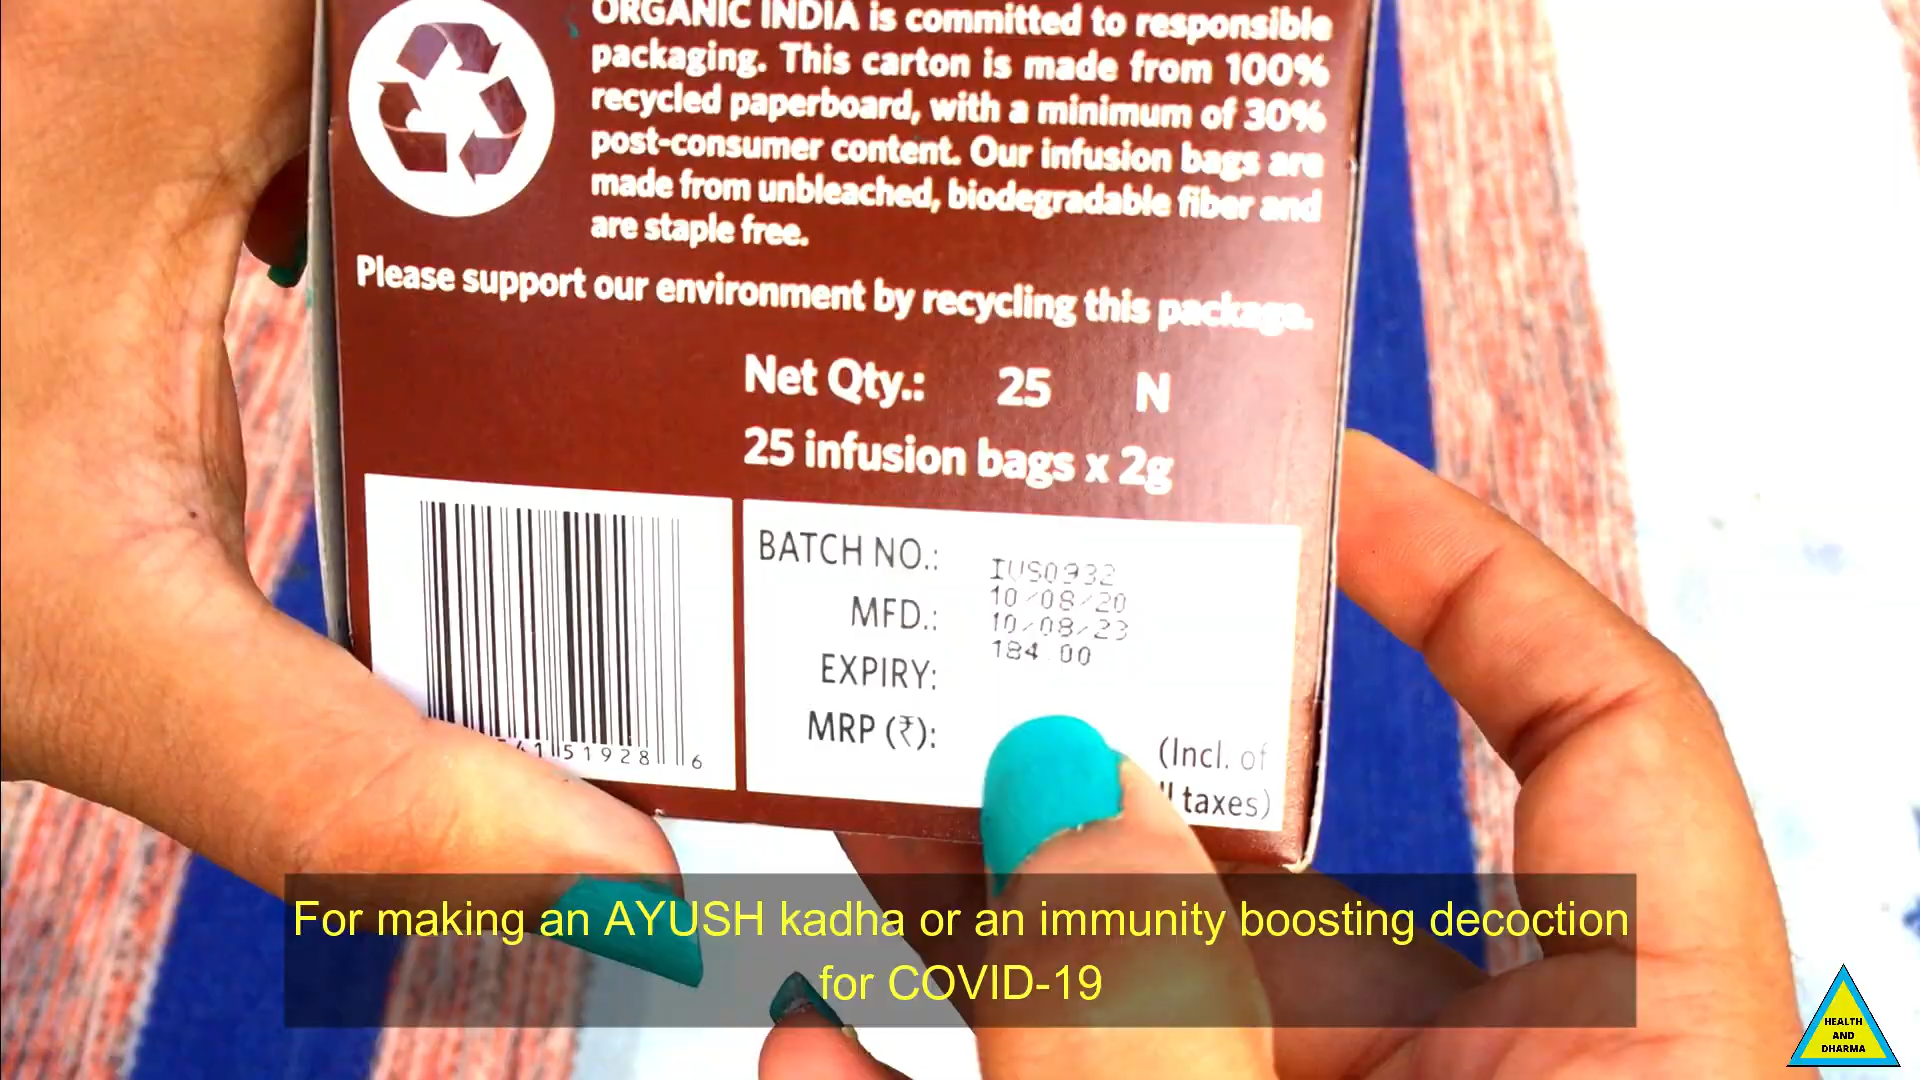 ORGANIC INDIA is committed to responsible
packaging. This carton is made from 100%
recycled paperboard, with a minimum of 30%
post-consumer content. Our infusion bags are
made from unbleached, biodegradable fiber and
are staple free.
Please support our environment by recycling this package.
Net Qty.: 25 N
25 infusion bags x 2g
BATCH NO.: IUS0932
MFD.: 10/08/20
EXPIRY: 10/08/23
MRP (₹): 184.00
(Incl. of
taxes)
51928 6
For making an AYUSH kadha or an immunity boosting decoction
for COVID-19
HEALTH
AND
DHARMA